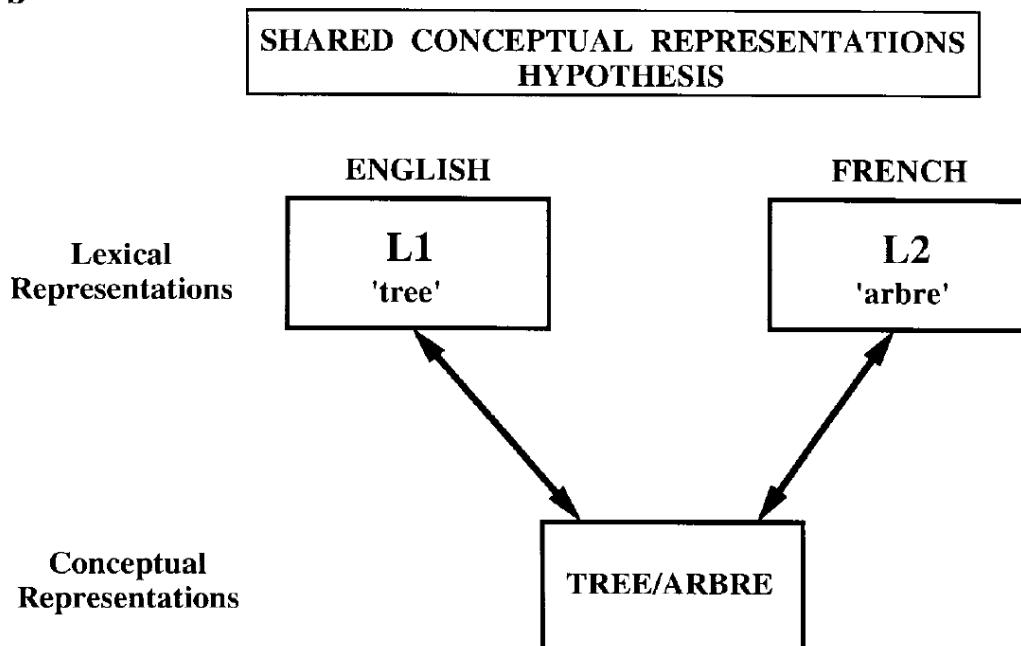 SHARED CONCEPTUAL REPRESENTATIONS
HYPOTHESIS
ENGLISH
FRENCH
Lexical
Representations
L1
'tree'
L2
'arbre'
Conceptual
Representations
TREE/ARBRE